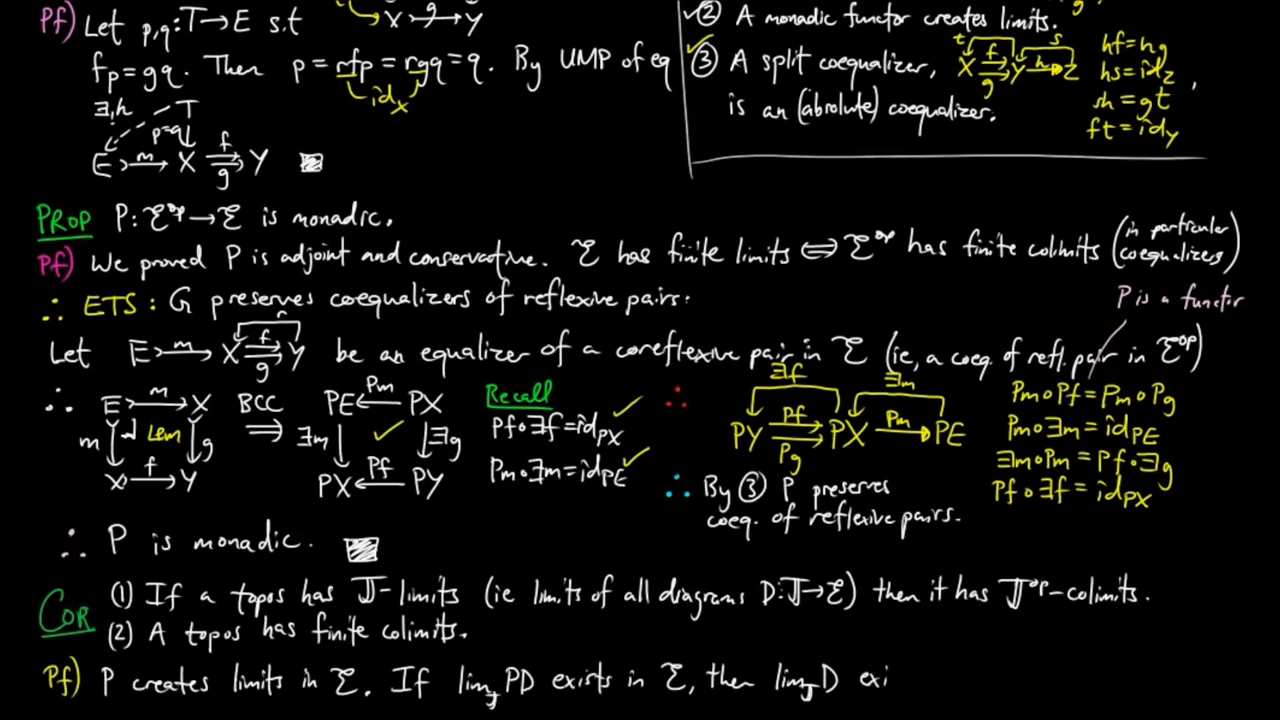 Pf) Let p,q: T→E s.t X→Y
fp=gq. Then p=rfp=rgq=q. By UMP of eq
id_X
∃!h T
p=q
E >m→ X f g Y
② A monadic functor creates limits.
③ A split coequalizer, X f g Y h Z t s
is an (absolute) coequalizer.
hf=hg
hs=id_Z
sh=gt
ft=id_Y
PROP P: ℰ^op→ℰ is monadic.
Pf) We proved P is adjoint and conservative. ℰ has finite limits ⟺ ℰ^op has finite colimits (in particular coequalizers)
∴ ETS: G preserves coequalizers of reflexive pairs:
P is a functor
Let E >m→ X f g Y r be an equalizer of a coreflexive pair in ℰ (ie, a coeq. of refl. pair in ℰ^op)
∴ E >m→ X
m Lem g
X f→ Y
BCC ⟹
PE ←Pm PX
∃m ✓ ∃g
PX ←Pf PY
Recall
Pf∘∃f=id_PX ✓
Pm∘∃m=id_PE ✓
∴ ∃f ∃m
PY Pf Pg PX Pm PE
Pm∘Pf=Pm∘Pg
Pm∘∃m=id_PE
∃m∘Pm=Pf∘∃g
Pf∘∃f=id_PX
∴ By ③ P preserves
coeq. of reflexive pairs.
∴ P is monadic.
COR (1) If a topos has 𝕁-limits (ie limits of all diagrams D:𝕁→ℰ) then it has 𝕁^op-colimits.
(2) A topos has finite colimits.
Pf) P creates limits in ℰ. If lim_J PD exists in ℰ, then lim_J D exi